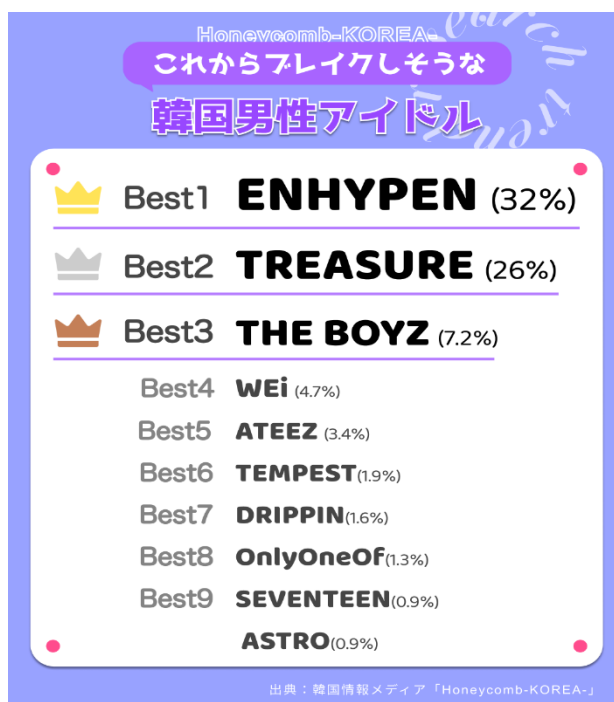 Honeycomb-KOREA-
これからブレイクしそうな
韓国男性アイドル
Best1 ENHYPEN (32%)
Best2 TREASURE (26%)
Best3 THE BOYZ (7.2%)
Best4 WEi (4.7%)
Best5 ATEEZ (3.4%)
Best6 TEMPEST(1.9%)
Best7 DRIPPIN(1.6%)
Best8 OnlyOneOf(1.3%)
Best9 SEVENTEEN(0.9%)
ASTRO(0.9%)
出典：韓国情報メディア「Honeycomb-KOREA-」